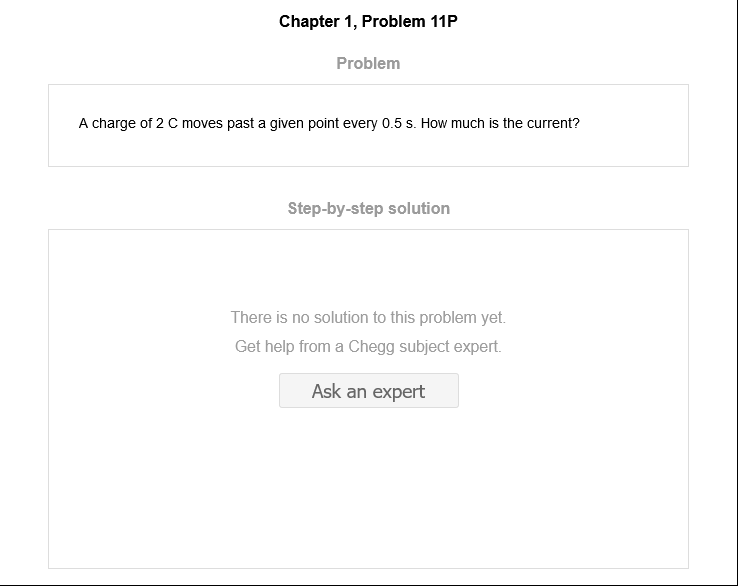 Chapter 1, Problem 11P
Problem
A charge of 2 C moves past a given point every 0.5 s. How much is the current?
Step-by-step solution
There is no solution to this problem yet.
Get help from a Chegg subject expert.
Ask an expert